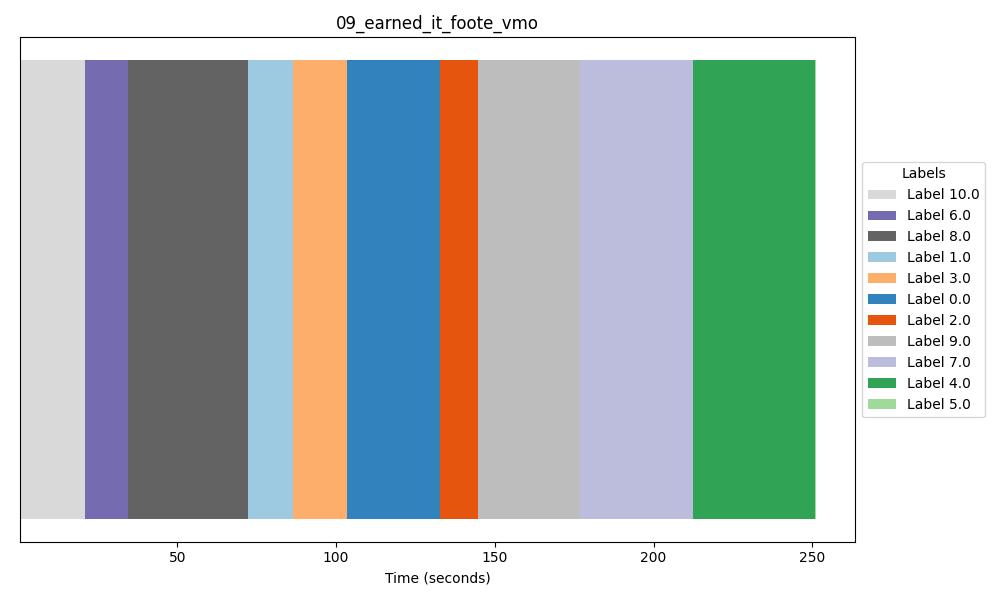 09_earned_it_foote_vmo
Labels
Label 10.0
Label 6.0
Label 8.0
Label 1.0
Label 3.0
Label 0.0
Label 2.0
Label 9.0
Label 7.0
Label 4.0
Label 5.0
50 100 150 200 250
Time (seconds)